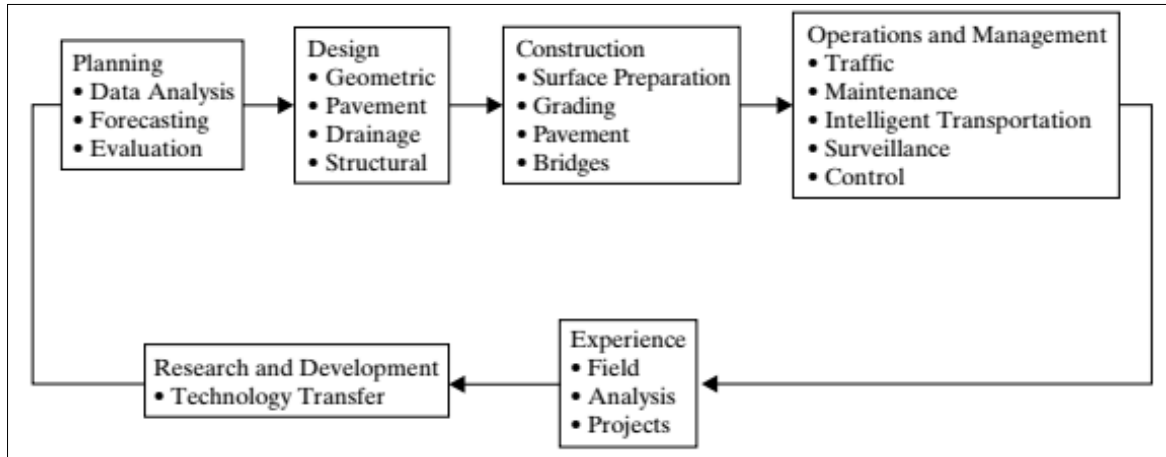 Planning
• Data Analysis
• Forecasting
• Evaluation
Design
• Geometric
• Pavement
• Drainage
• Structural
Construction
• Surface Preparation
• Grading
• Pavement
• Bridges
Operations and Management
• Traffic
• Maintenance
• Intelligent Transportation
• Surveillance
• Control
Experience
• Field
• Analysis
• Projects
Research and Development
• Technology Transfer